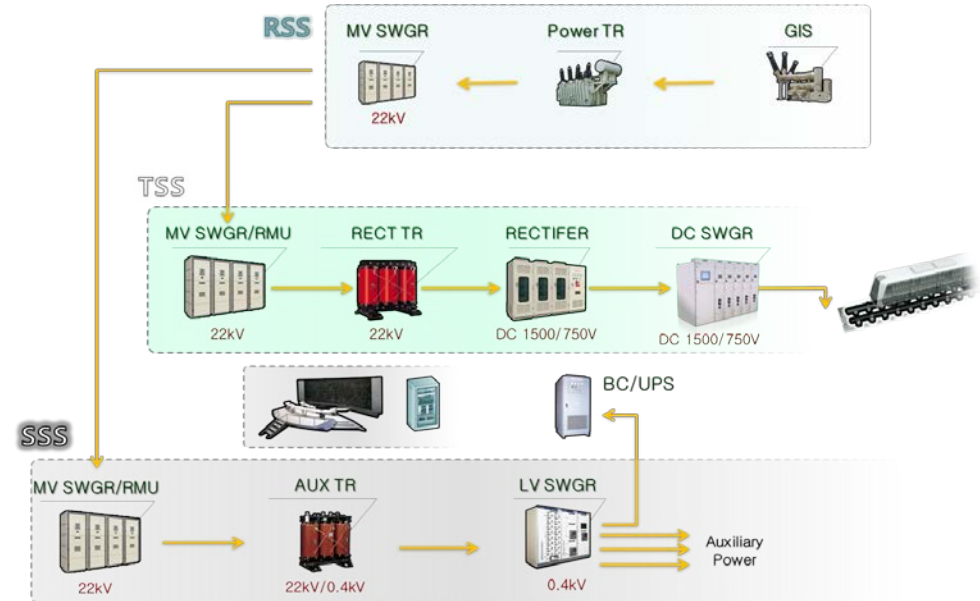 RSS
MV SWGR
Power TR
GIS
22kV
TSS
MV SWGR/RMU
RECT TR
RECTIFER
DC SWGR
22kV
22kV
DC 1500/750V
DC 1500/750V
BC/UPS
SSS
MV SWGR/RMU
AUX TR
LV SWGR
Auxiliary
Power
22kV
22kV/0.4kV
0.4kV